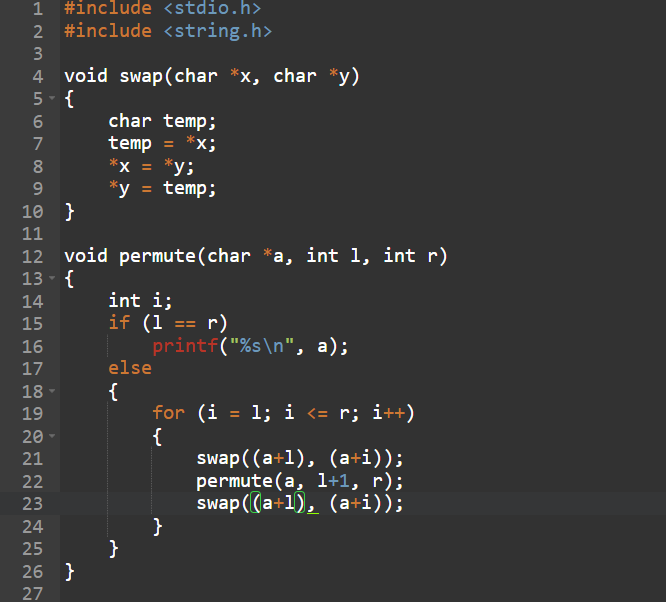 1 #include <stdio.h>
2 #include <string.h>
3
4 void swap(char *x, char *y)
5 {
6     char temp;
7     temp = *x;
8     *x = *y;
9     *y = temp;
10 }
11
12 void permute(char *a, int l, int r)
13 {
14     int i;
15     if (l == r)
16         printf("%s\n", a);
17     else
18     {
19         for (i = l; i <= r; i++)
20         {
21             swap((a+l), (a+i));
22             permute(a, l+1, r);
23             swap((a+l), (a+i));
24         }
25     }
26 }
27